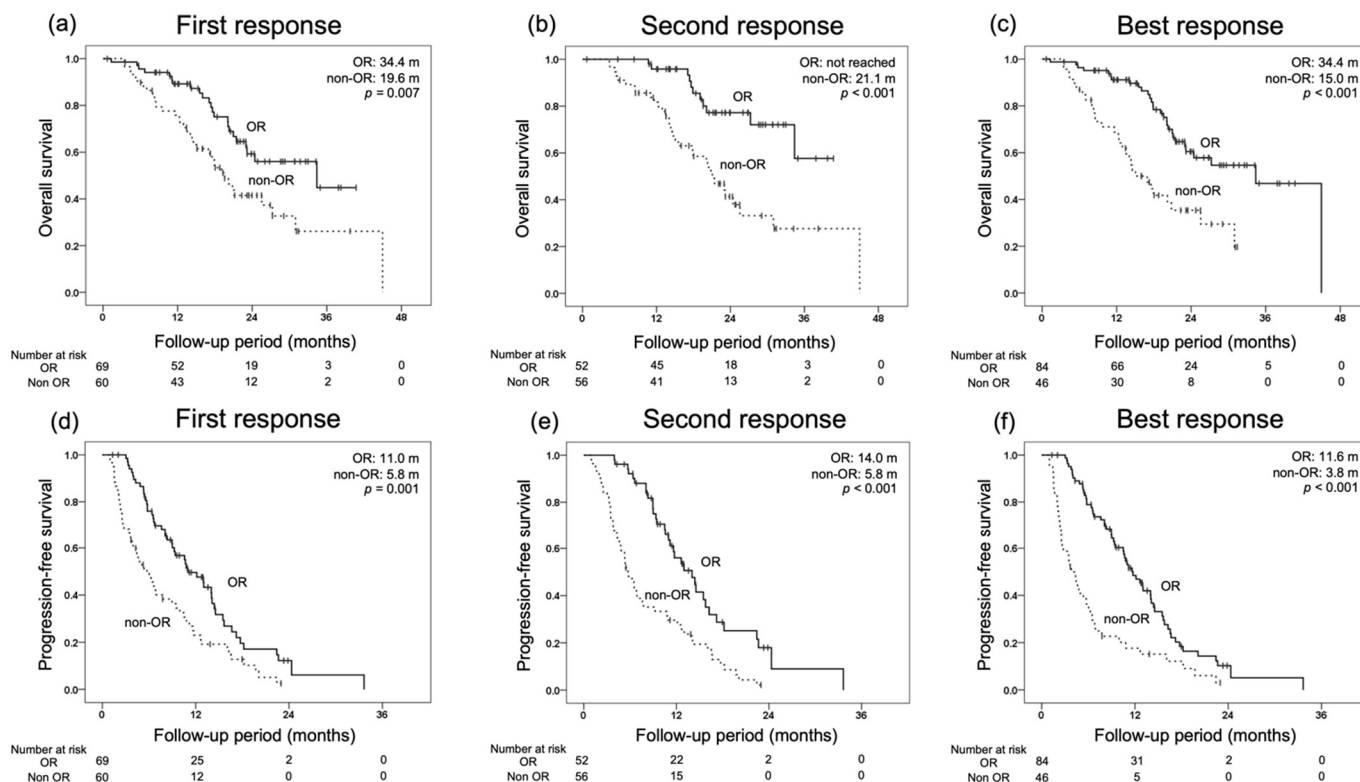 (a) First response
OR: 34.4 m
non-OR: 19.6 m
p = 0.007
1.0
0.8
0.6
0.4
0.2
0.0
Overall survival
OR
non-OR
0 12 24 36 48
Follow-up period (months)
Number at risk
OR 69 52 19 3 0
Non OR 60 43 12 2 0
(b) Second response
OR: not reached
non-OR: 21.1 m
p < 0.001
1.0
0.8
0.6
0.4
0.2
0.0
Overall survival
OR
non-OR
0 12 24 36 48
Follow-up period (months)
Number at risk
OR 52 45 18 3 0
Non OR 56 41 13 2 0
(c) Best response
OR: 34.4 m
non-OR: 15.0 m
p < 0.001
1.0
0.8
0.6
0.4
0.2
0.0
Overall survival
OR
non-OR
0 12 24 36 48
Follow-up period (months)
Number at risk
OR 84 66 24 5 0
Non OR 46 30 8 0 0
(d) First response
OR: 11.0 m
non-OR: 5.8 m
p = 0.001
1.0
0.8
0.6
0.4
0.2
0.0
Progression-free survival
OR
non-OR
0 12 24 36
Follow-up period (months)
Number at risk
OR 69 25 2 0
Non OR 60 12 0 0
(e) Second response
OR: 14.0 m
non-OR: 5.8 m
p < 0.001
1.0
0.8
0.6
0.4
0.2
0.0
Progression-free survival
OR
non-OR
0 12 24 36
Follow-up period (months)
Number at risk
OR 52 22 2 0
Non OR 56 15 0 0
(f) Best response
OR: 11.6 m
non-OR: 3.8 m
p < 0.001
1.0
0.8
0.6
0.4
0.2
0.0
Progression-free survival
OR
non-OR
0 12 24 36
Follow-up period (months)
Number at risk
OR 84 31 2 0
Non OR 46 5 0 0